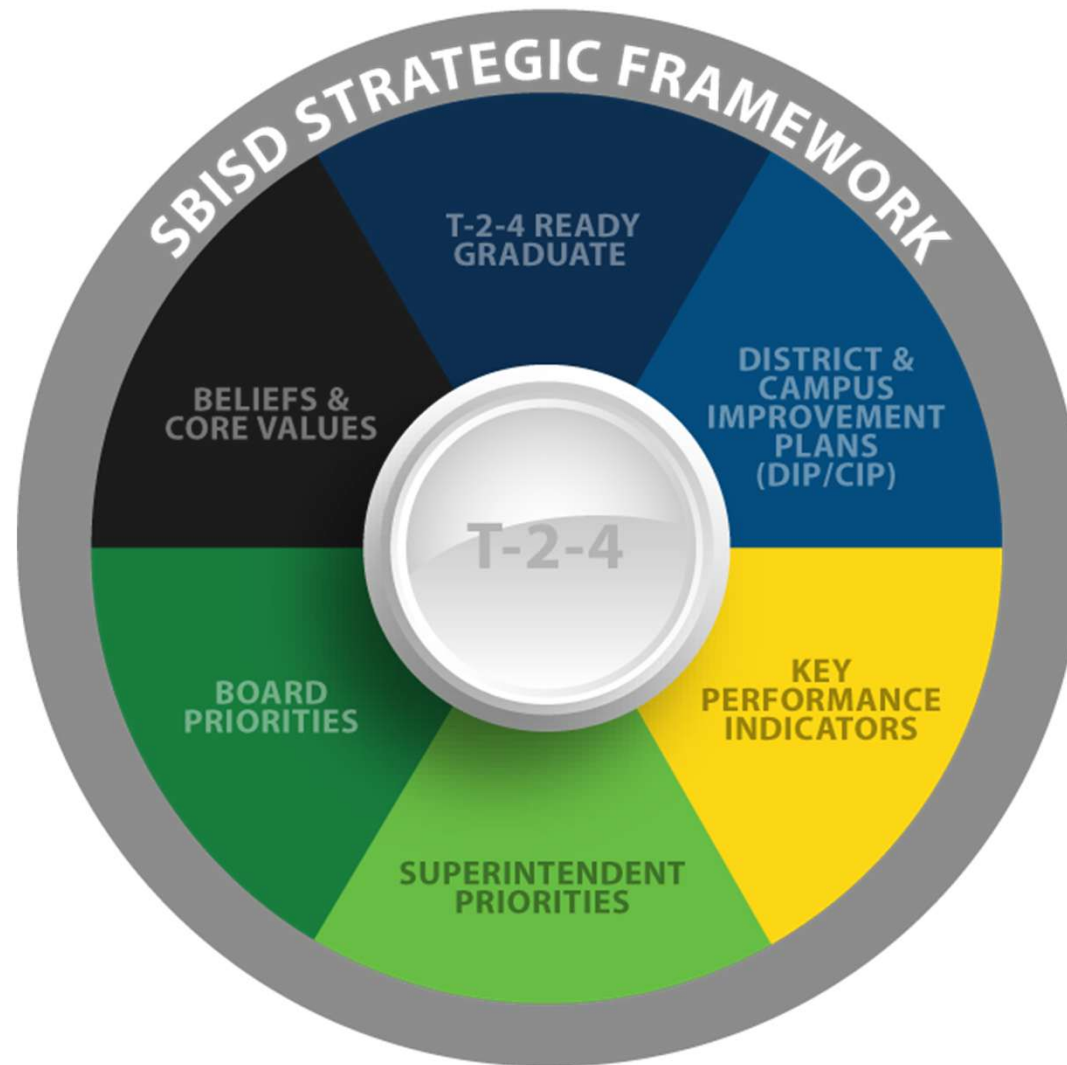 SBISD STRATEGIC FRAMEWORK
T-2-4 READY
GRADUATE
DISTRICT &
CAMPUS
IMPROVEMENT
PLANS
(DIP/CIP)
BELIEFS &
CORE VALUES
T-2-4
KEY
PERFORMANCE
INDICATORS
BOARD
PRIORITIES
SUPERINTENDENT
PRIORITIES